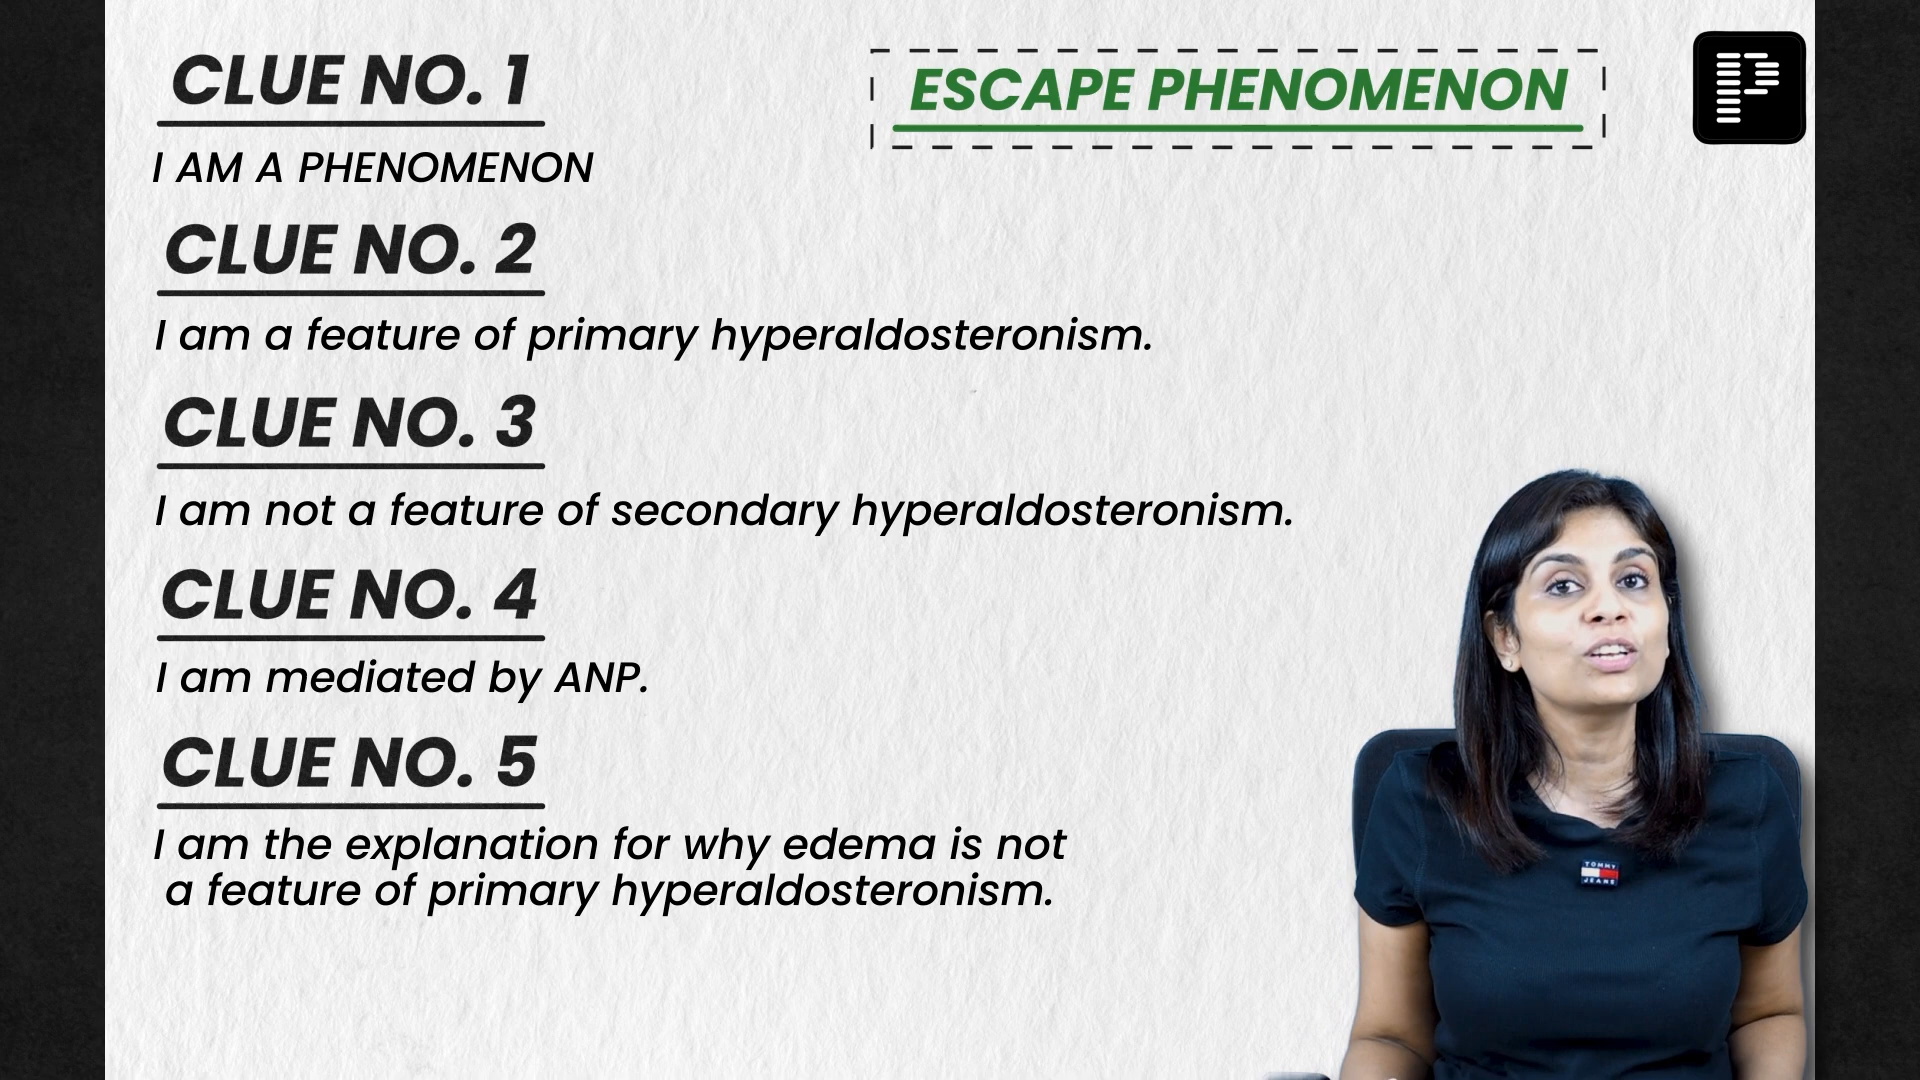 CLUE NO. 1
ESCAPE PHENOMENON
I AM A PHENOMENON
CLUE NO. 2
I am a feature of primary hyperaldosteronism.
CLUE NO. 3
I am not a feature of secondary hyperaldosteronism.
CLUE NO. 4
I am mediated by ANP.
CLUE NO. 5
I am the explanation for why edema is not
a feature of primary hyperaldosteronism.
TOMMY
JEANS